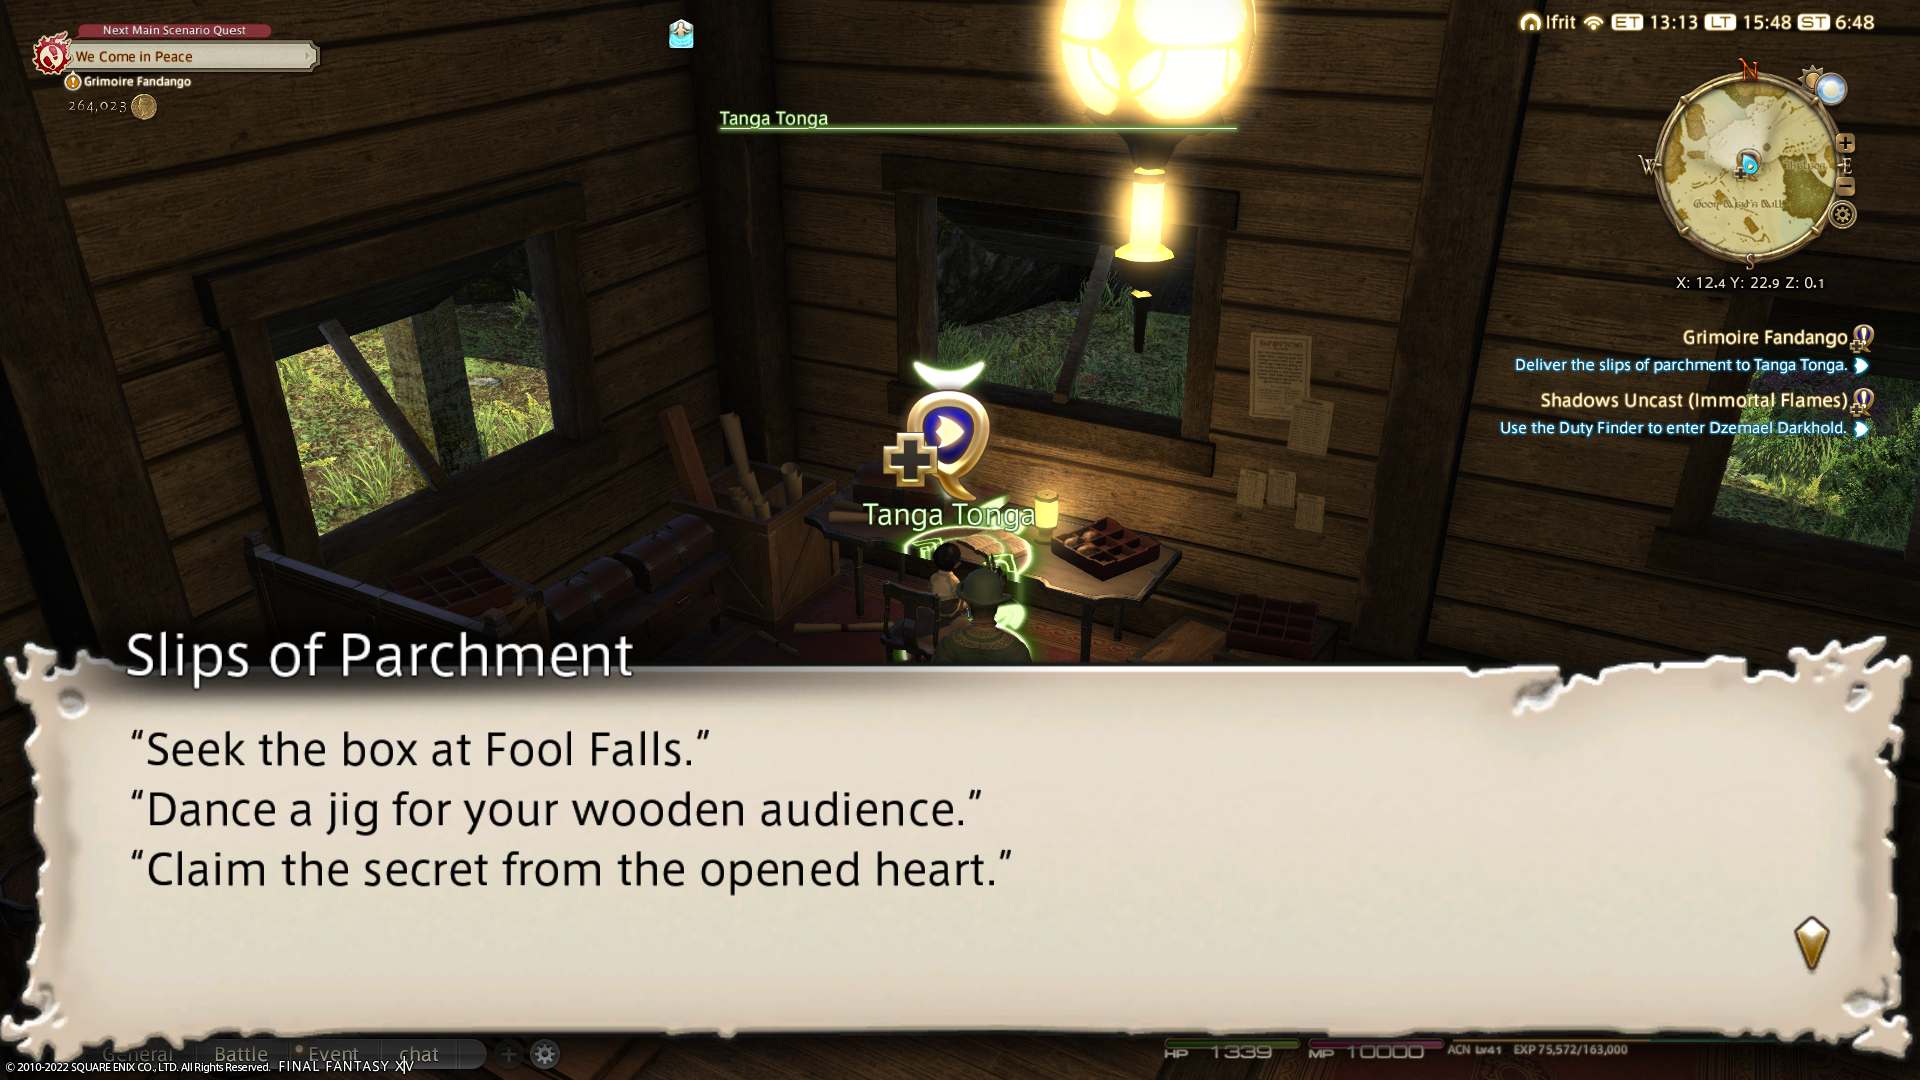 Next Main Scenario Quest
We Come in Peace
Grimoire Fandango
264,023
Ifrit ET 13:13 LT 15:48 ST 6:48
Tanga Tonga
N
W
E
S
X: 12.4 Y: 22.9 Z: 0.1
Grimoire Fandango
Deliver the slips of parchment to Tanga Tonga.
Shadows Uncast (Immortal Flames)
Use the Duty Finder to enter Dzemael Darkhold.
Tanga Tonga
Slips of Parchment
“Seek the box at Fool Falls.”
“Dance a jig for your wooden audience.”
“Claim the secret from the opened heart.”
General Battle Event chat
HP 1339 MP 10000 ACN Lv41 EXP 75,572/163,000
© 2010-2022 SQUARE ENIX CO., LTD. All Rights Reserved. FINAL FANTASY XIV